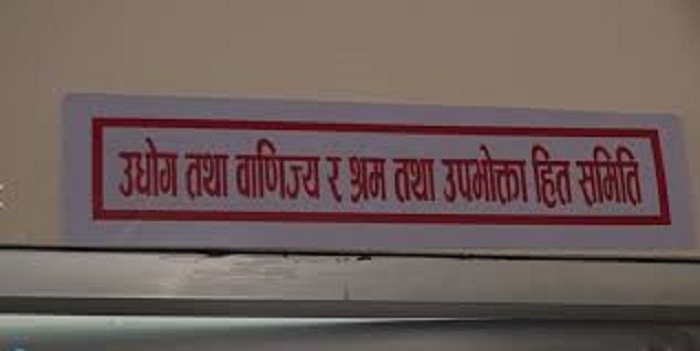 उधोग तथा वाणिज्य र श्रम तथा उपभोक्ता हित समिति